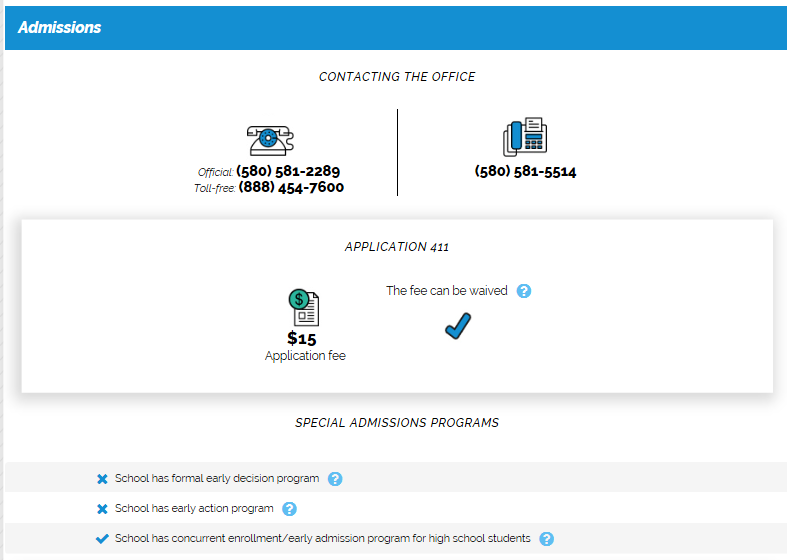 Admissions
CONTACTING THE OFFICE
Official: (580) 581-2289
Toll-free: (888) 454-7600
(580) 581-5514
APPLICATION 411
$
$15
Application fee
The fee can be waived ?
SPECIAL ADMISSIONS PROGRAMS
School has formal early decision program ?
School has early action program ?
School has concurrent enrollment/early admission program for high school students ?